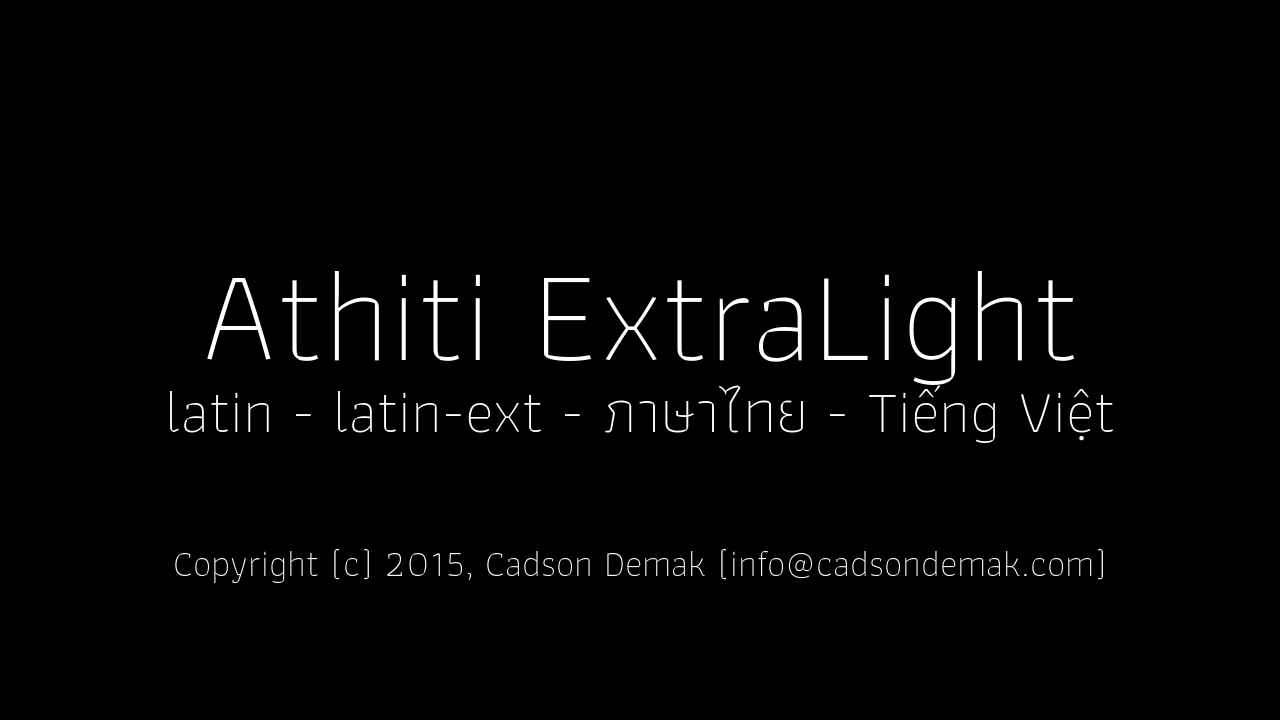 Athiti ExtraLight
latin - latin-ext - ภาษาไทย - Tiếng Việt
Copyright (c) 2015, Cadson Demak (info@cadsondemak.com)